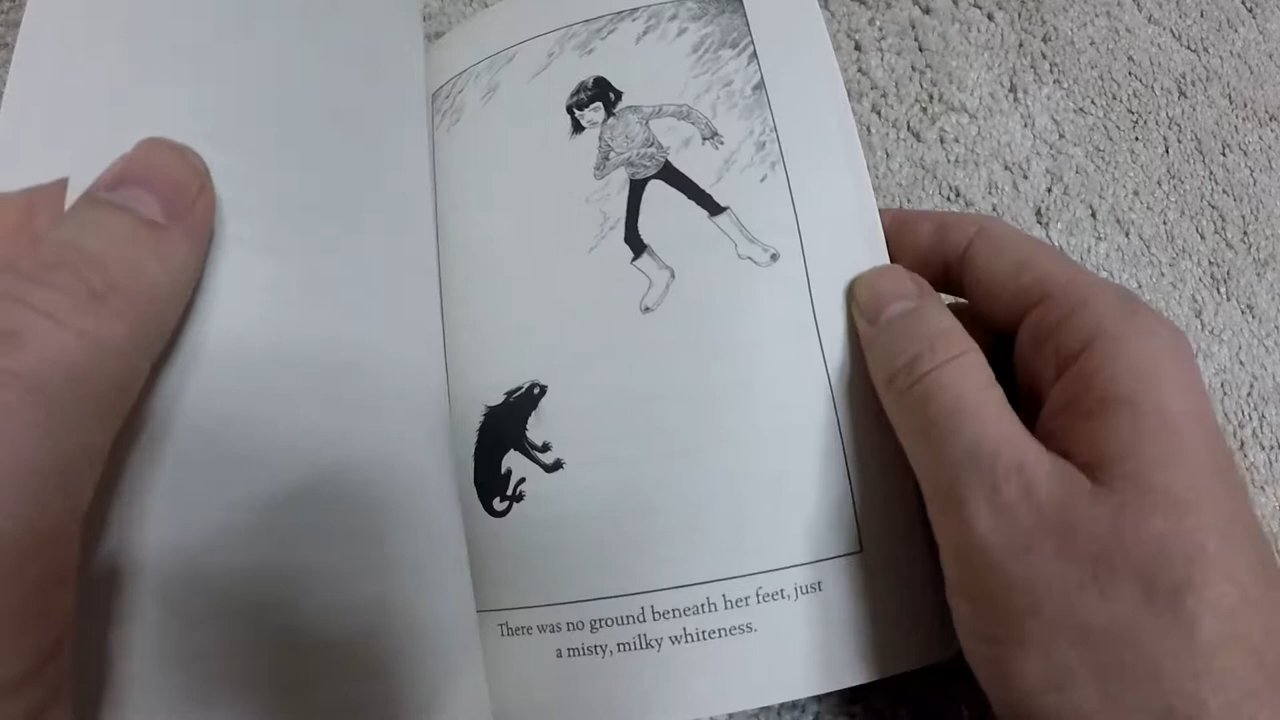 There was no ground beneath her feet, just
a misty, milky whiteness.